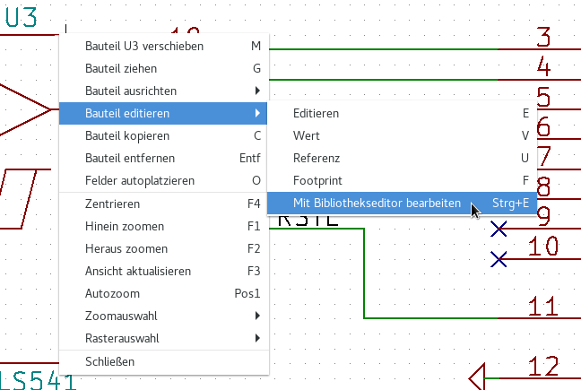 U3
3
Bauteil U3 verschieben M
Bauteil ziehen G
4
Bauteil ausrichten
5
Bauteil editieren
Editieren E
6
Bauteil kopieren C
Wert V
7
Bauteil entfernen Entf
Referenz U
Felder autoplatzieren O
Footprint F
8
Zentrieren F4
Mit Bibliothekseditor bearbeiten Strg+E
9
Hinein zoomen F1
Heraus zoomen F2
10
Ansicht aktualisieren F3
Autozoom Pos1
11
Zoomauswahl
Rasterauswahl
Schließen
12
LS541